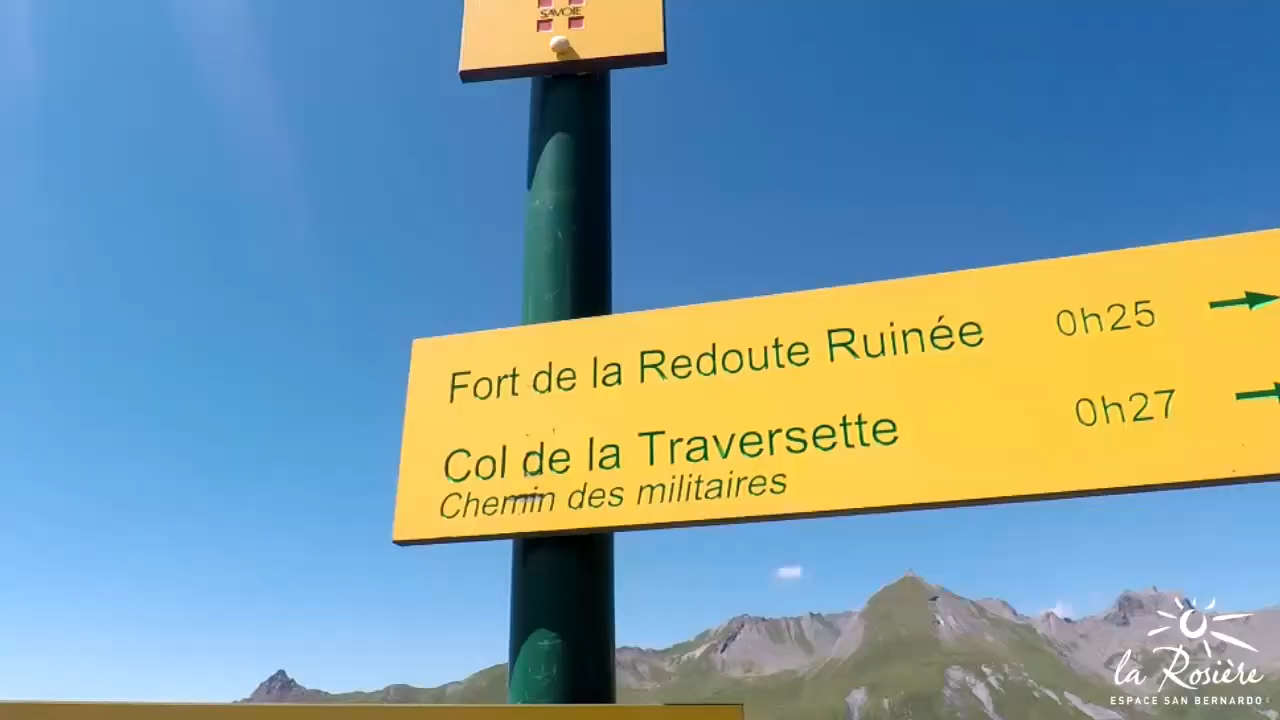 SAVOIE
Fort de la Redoute Ruinée 0h25
Col de la Traversette 0h27
Chemin des militaires
la Rosière
ESPACE SAN BERNARDO